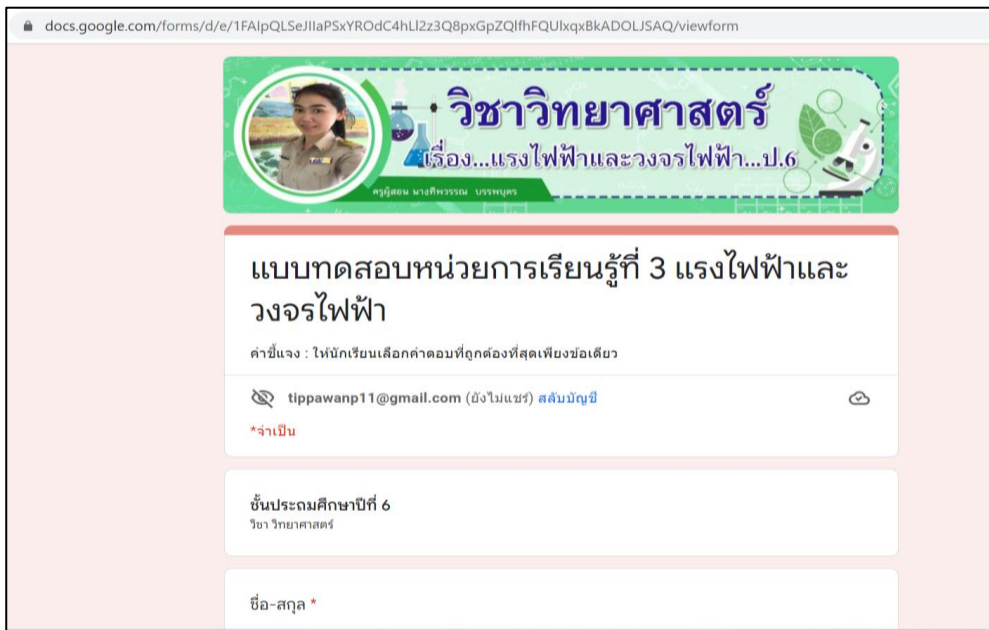 docs.google.com/forms/d/e/1FAIpQLSeJIIaPSxYROdC4hLl2z3Q8pxGpZQlfhFQUlxqxBkADOLJSAQ/viewform
วิชาวิทยาศาสตร์
เรื่อง...แรงไฟฟ้าและวงจรไฟฟ้า...ป.6
ครูผู้สอน นางทิพวรรณ บรรพบุตร
แบบทดสอบหน่วยการเรียนรู้ที่ 3 แรงไฟฟ้าและ
วงจรไฟฟ้า
คำชี้แจง : ให้นักเรียนเลือกคำตอบที่ถูกต้องที่สุดเพียงข้อเดียว
tippawanp11@gmail.com (ยังไม่แชร์) สลับบัญชี
*จำเป็น
ชั้นประถมศึกษาปีที่ 6
วิชา วิทยาศาสตร์
ชื่อ-สกุล *